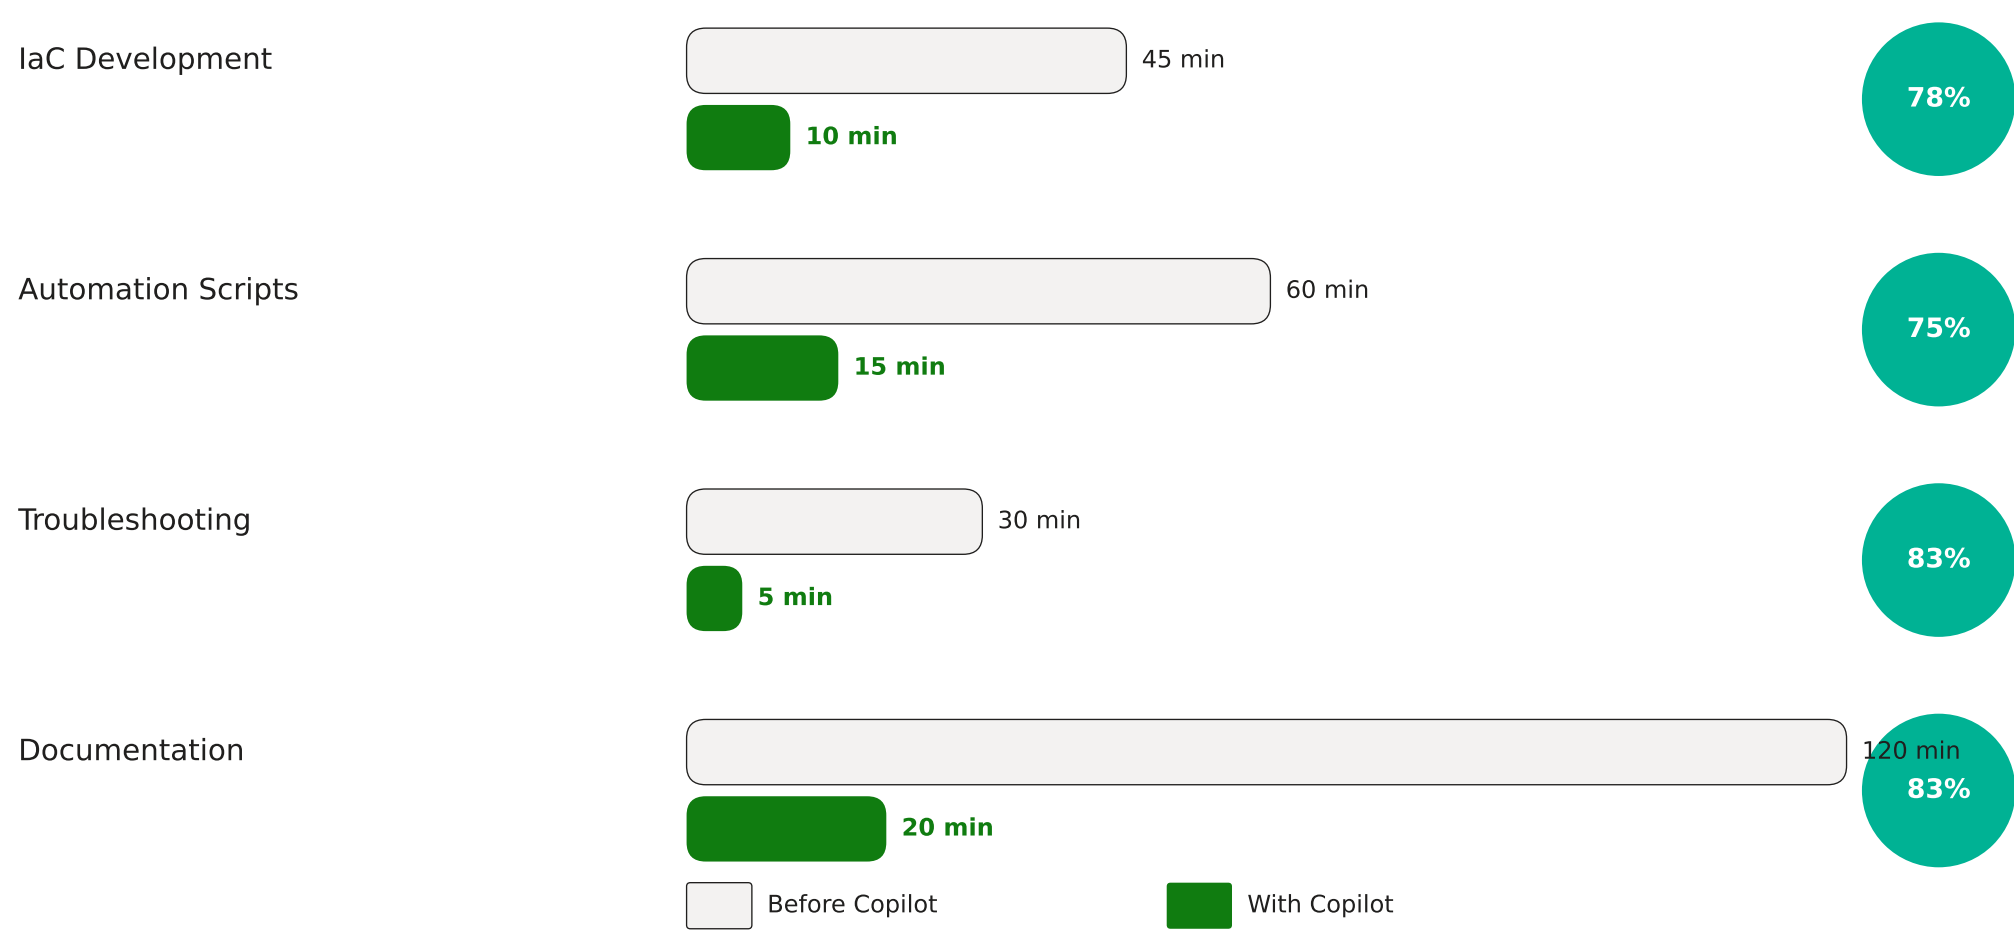 IaC Development
45 min
10 min
78%
Automation Scripts
60 min
15 min
75%
Troubleshooting
30 min
5 min
83%
Documentation
120 min
20 min
83%
Before Copilot
With Copilot